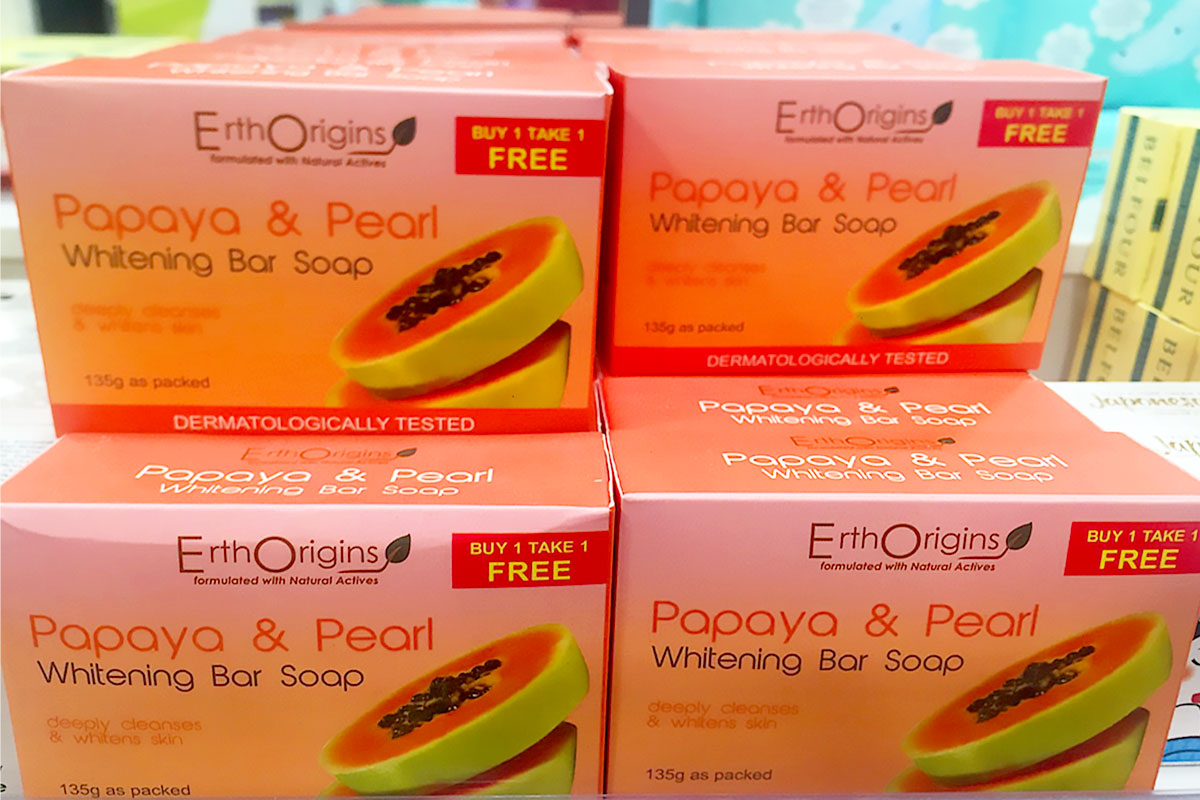 ErthOrigins
formulated with Natural Actives
BUY 1 TAKE 1
FREE
Papaya & Pearl
Whitening Bar Soap
deeply cleanses
& whitens skin
135g as packed
DERMATOLOGICALLY TESTED
ErthOrigins
formulated with Natural Actives
BUY 1 TAKE 1
FREE
Papaya & Pearl
Whitening Bar Soap
deeply cleanses
& whitens skin
135g as packed
DERMATOLOGICALLY TESTED
BELFOUR
BELFOUR
ErthOrigins
Papaya & Pearl
Whitening Bar Soap
ErthOrigins
Papaya & Pearl
Whitening Bar Soap
ErthOrigins
Papaya & Pearl
Whitening Bar Soap
Japanese
ErthOrigins
formulated with Natural Actives
BUY 1 TAKE 1
FREE
Papaya & Pearl
Whitening Bar Soap
deeply cleanses
& whitens skin
135g as packed
ErthOrigins
formulated with Natural Actives
BUY 1 TAKE 1
FREE
Papaya & Pearl
Whitening Bar Soap
deeply cleanses
& whitens skin
135g as packed